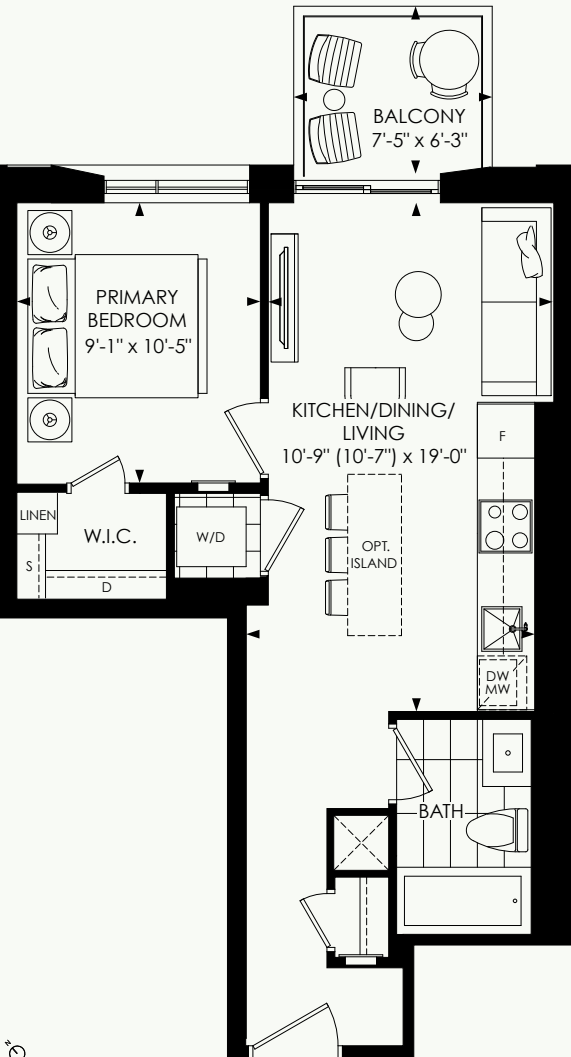 BALCONY
7'-5" x 6'-3"
PRIMARY
BEDROOM
9'-1" x 10'-5"
KITCHEN/DINING/
LIVING
10'-9" (10'-7") x 19'-0"
F
LINEN
W.I.C.
S
D
W/D
OPT.
ISLAND
DW
MW
BATH
N